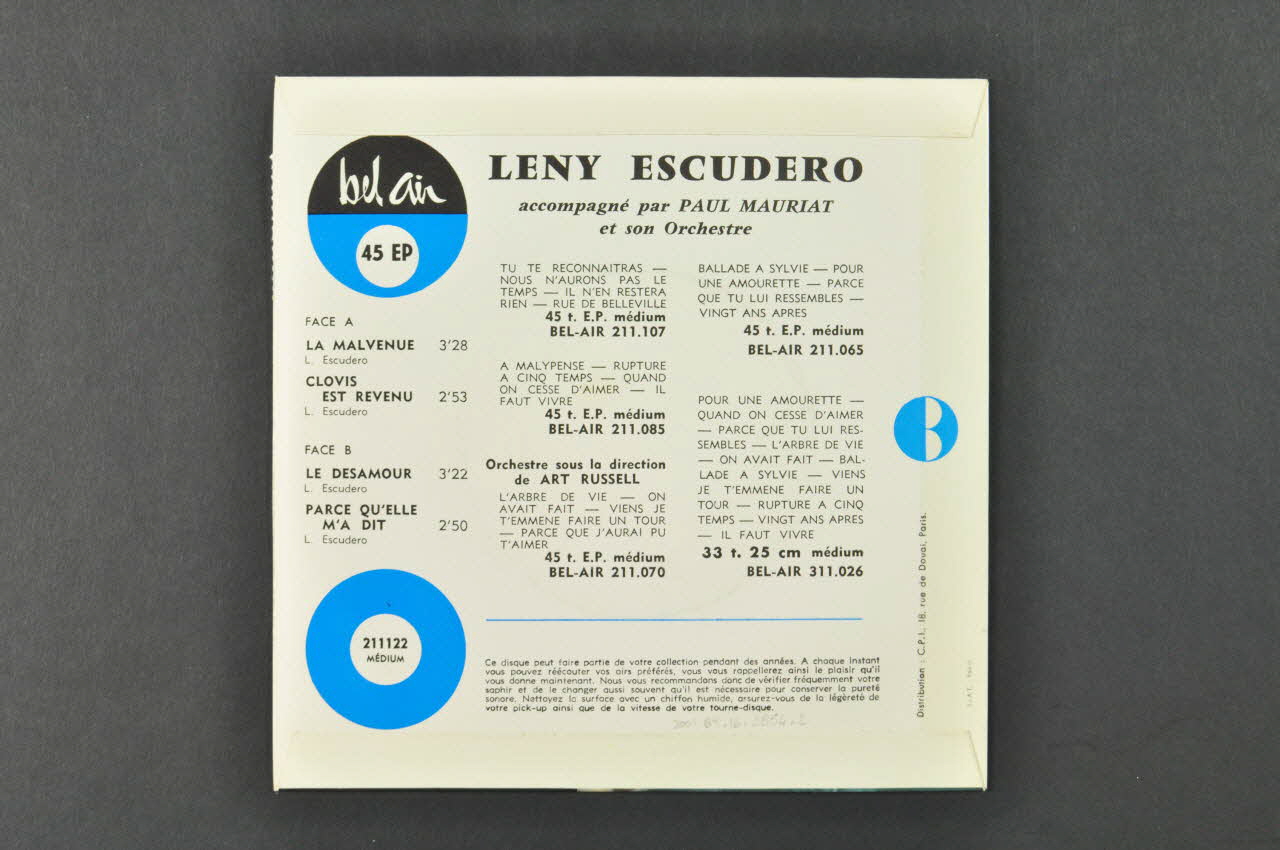 bel air
45 EP
FACE A
LA MALVENUE 3'28
L. Escudero
CLOVIS
EST REVENU 2'53
L. Escudero
FACE B
LE DESAMOUR 3'22
L. Escudero
PARCE QU'ELLE
M'A DIT 2'50
L. Escudero
211122
MÉDIUM
LENY ESCUDERO
accompagné par PAUL MAURIAT
et son Orchestre
TU TE RECONNAITRAS —
NOUS N'AURONS PAS LE
TEMPS — IL N'EN RESTERA
RIEN — RUE DE BELLEVILLE
45 t. E.P. médium
BEL-AIR 211.107
A MALYPENSE — RUPTURE
A CINQ TEMPS — QUAND
ON CESSE D'AIMER — IL
FAUT VIVRE
45 t. E.P. médium
BEL-AIR 211.085
Orchestre sous la direction
de ART RUSSELL
L'ARBRE DE VIE — ON
AVAIT FAIT — VIENS JE
T'EMMENE FAIRE UN TOUR
— PARCE QUE J'AURAI PU
T'AIMER
45 t. E.P. médium
BEL-AIR 211.070
BALLADE A SYLVIE — POUR
UNE AMOURETTE — PARCE
QUE TU LUI RESSEMBLES —
VINGT ANS APRES
45 t. E.P. médium
BEL-AIR 211.065
POUR UNE AMOURETTE —
QUAND ON CESSE D'AIMER
— PARCE QUE TU LUI RES-
SEMBLES — L'ARBRE DE VIE
— ON AVAIT FAIT — BAL-
LADE A SYLVIE — VIENS
JE T'EMMENE FAIRE UN
TOUR — RUPTURE A CINQ
TEMPS — VINGT ANS APRES
— IL FAUT VIVRE
33 t. 25 cm médium
BEL-AIR 311.026
B
Ce disque peut faire partie de votre collection pendant des années. A chaque instant
vous pouvez réécouter vos airs préférés, vous vous rappellerez ainsi le plaisir qu'il
vous donne maintenant. Nous vous recommandons donc de vérifier fréquemment votre
saphir et de le changer aussi souvent qu'il est nécessaire pour conserver la pureté
sonore. Nettoyez la surface avec un chiffon humide, assurez-vous de la légèreté de
votre pick-up ainsi que de la vitesse de votre tourne-disque.
Distribution : C.P.I., 18, rue de Douai, Paris.